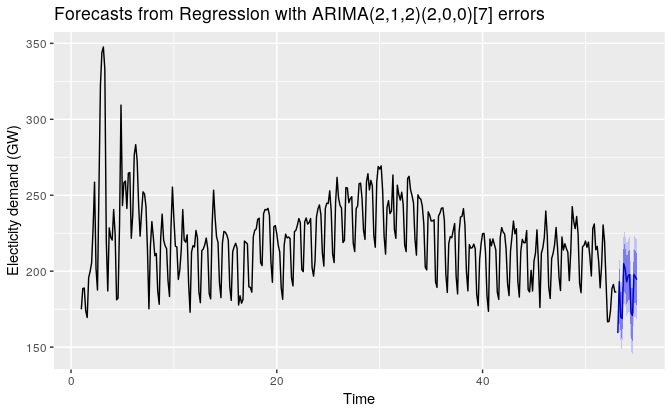 Forecasts from Regression with ARIMA(2,1,2)(2,0,0)[7] errors
350
300
250
200
150
Electicity demand (GW)
0
20
40
Time